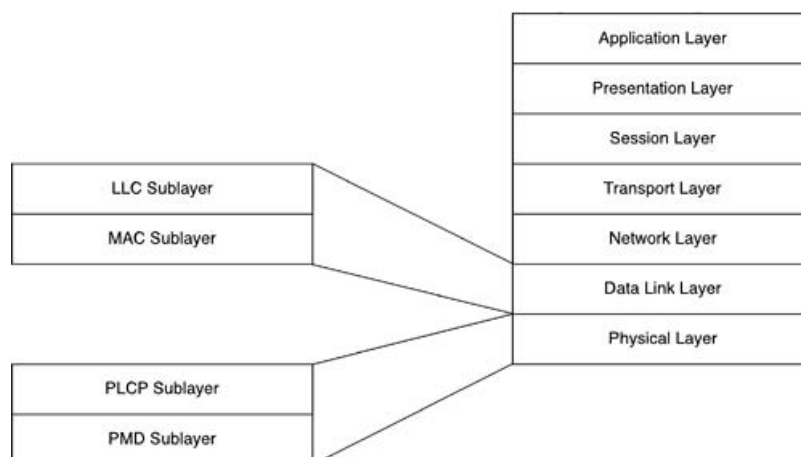 Application Layer
Presentation Layer
Session Layer
Transport Layer
Network Layer
Data Link Layer
Physical Layer
LLC Sublayer
MAC Sublayer
PLCP Sublayer
PMD Sublayer